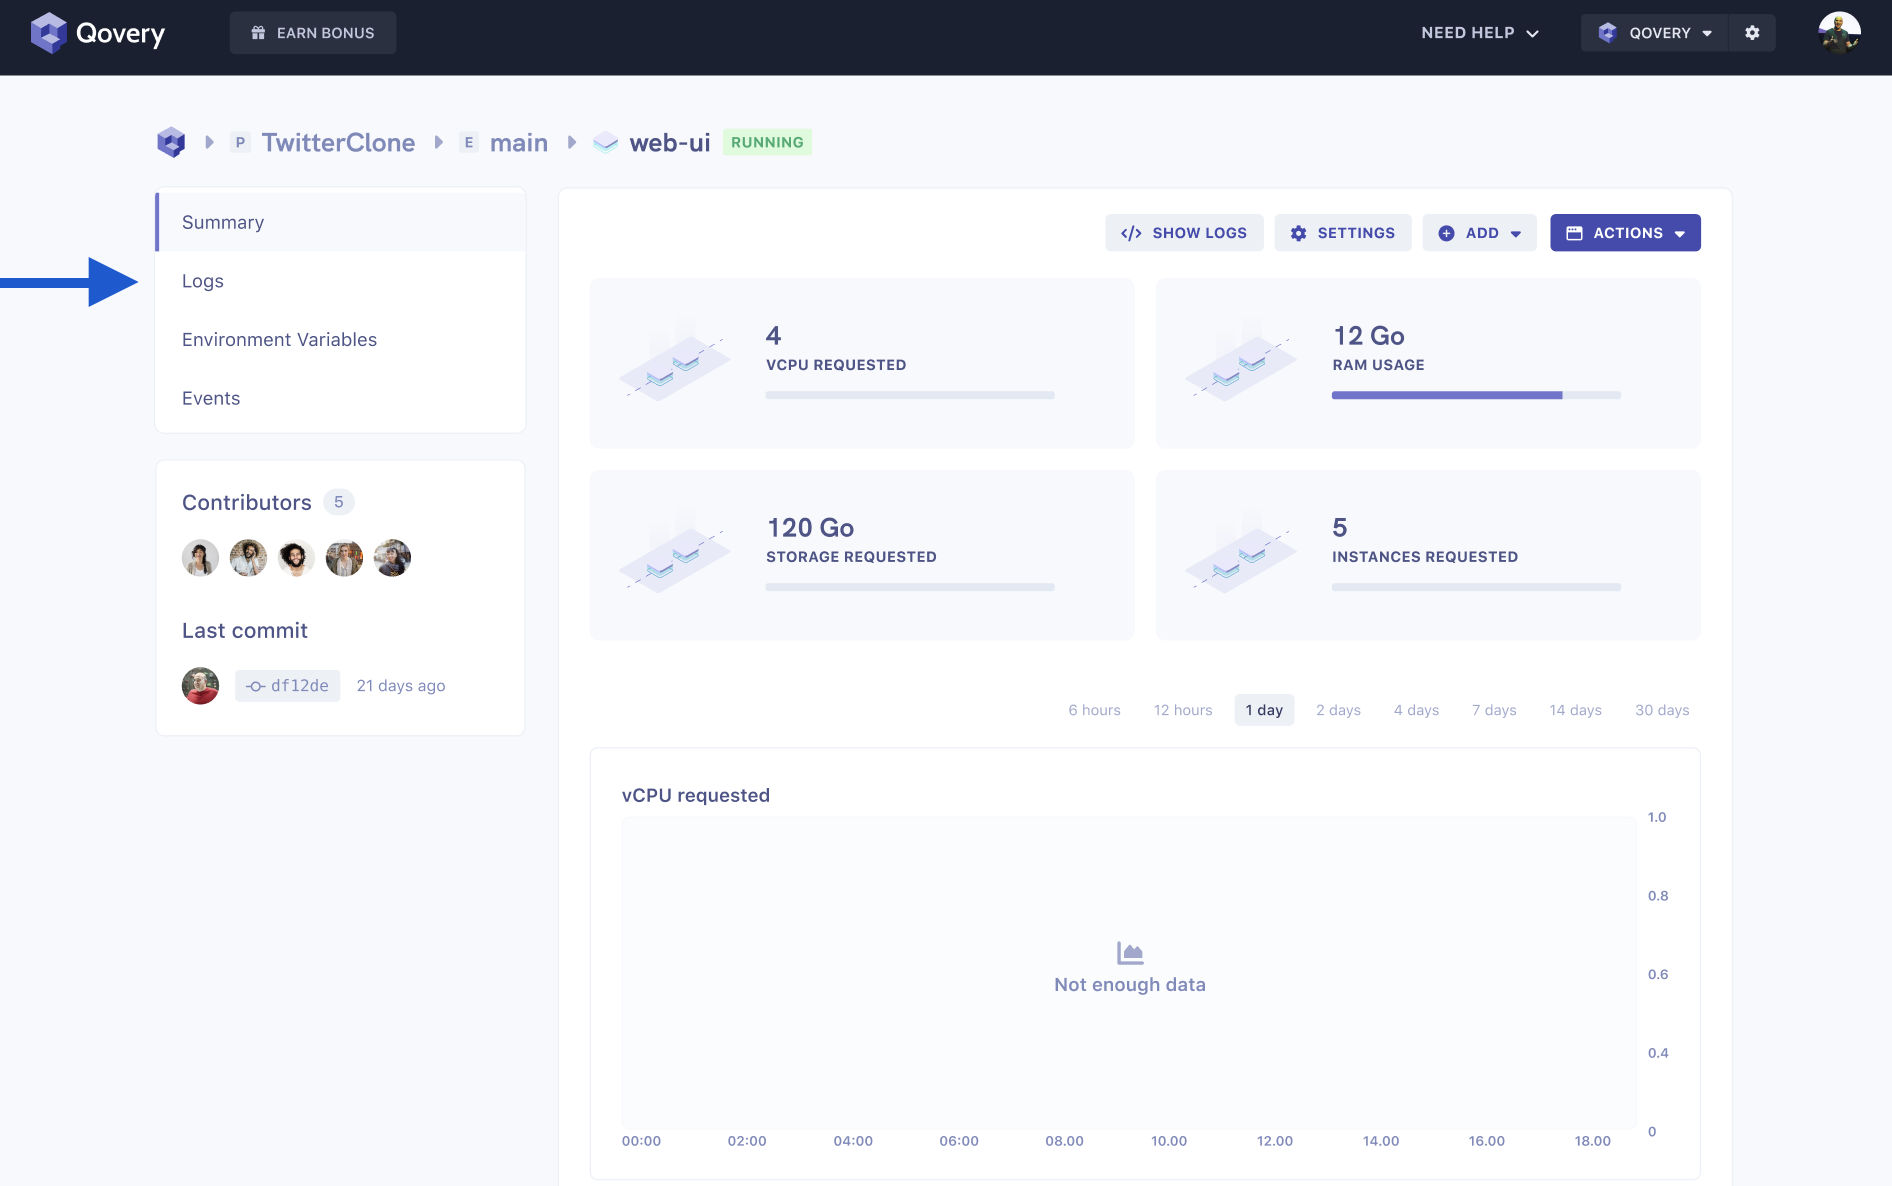 Qovery
EARN BONUS
NEED HELP
QOVERY
P TwitterClone E main web-ui RUNNING
Summary
Logs
Environment Variables
Events
Contributors 5
Last commit
df12de 21 days ago
SHOW LOGS SETTINGS ADD ACTIONS
4
VCPU REQUESTED
12 Go
RAM USAGE
120 Go
STORAGE REQUESTED
5
INSTANCES REQUESTED
6 hours 12 hours 1 day 2 days 4 days 7 days 14 days 30 days
vCPU requested
1.0
0.8
0.6
0.4
0
Not enough data
00:00 02:00 04:00 06:00 08.00 10.00 12.00 14.00 16.00 18.00